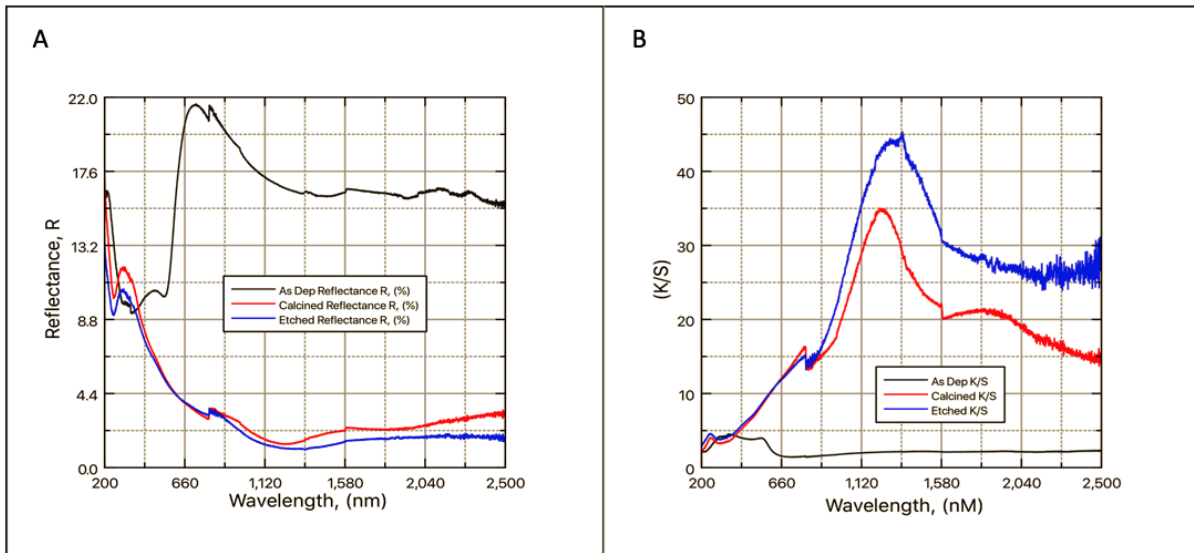 A
22.0
17.6
13.2
8.8
4.4
0.0
Reflectance, R
As Dep Reflectance R, (%)
Calcined Reflectance R, (%)
Etched Reflectance R, (%)
200 660 1,120 1,580 2,040 2,500
Wavelength, (nm)
B
50
40
30
20
10
0
(K/S)
As Dep K/S
Calcined K/S
Etched K/S
200 660 1,120 1,580 2,040 2,500
Wavelength, (nM)